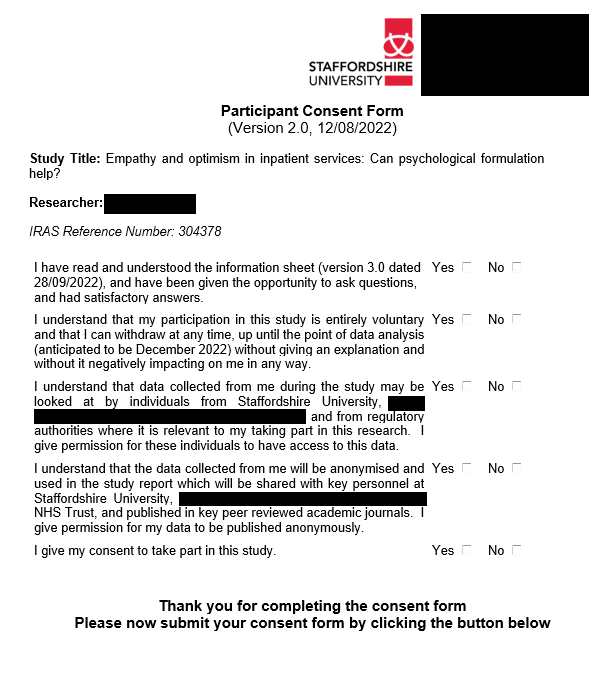 STAFFORDSHIRE
UNIVERSITY
Participant Consent Form
(Version 2.0, 12/08/2022)
Study Title: Empathy and optimism in inpatient services: Can psychological formulation
help?
Researcher:
IRAS Reference Number: 304378
I have read and understood the information sheet (version 3.0 dated Yes No
28/09/2022), and have been given the opportunity to ask questions,
and had satisfactory answers.
I understand that my participation in this study is entirely voluntary Yes No
and that I can withdraw at any time, up until the point of data analysis
(anticipated to be December 2022) without giving an explanation and
without it negatively impacting on me in any way.
I understand that data collected from me during the study may be Yes No
looked at by individuals from Staffordshire University,
and from regulatory
authorities where it is relevant to my taking part in this research. I
give permission for these individuals to have access to this data.
I understand that the data collected from me will be anonymised and Yes No
used in the study report which will be shared with key personnel at
Staffordshire University,
NHS Trust, and published in key peer reviewed academic journals. I
give permission for my data to be published anonymously.
I give my consent to take part in this study. Yes No
Thank you for completing the consent form
Please now submit your consent form by clicking the button below